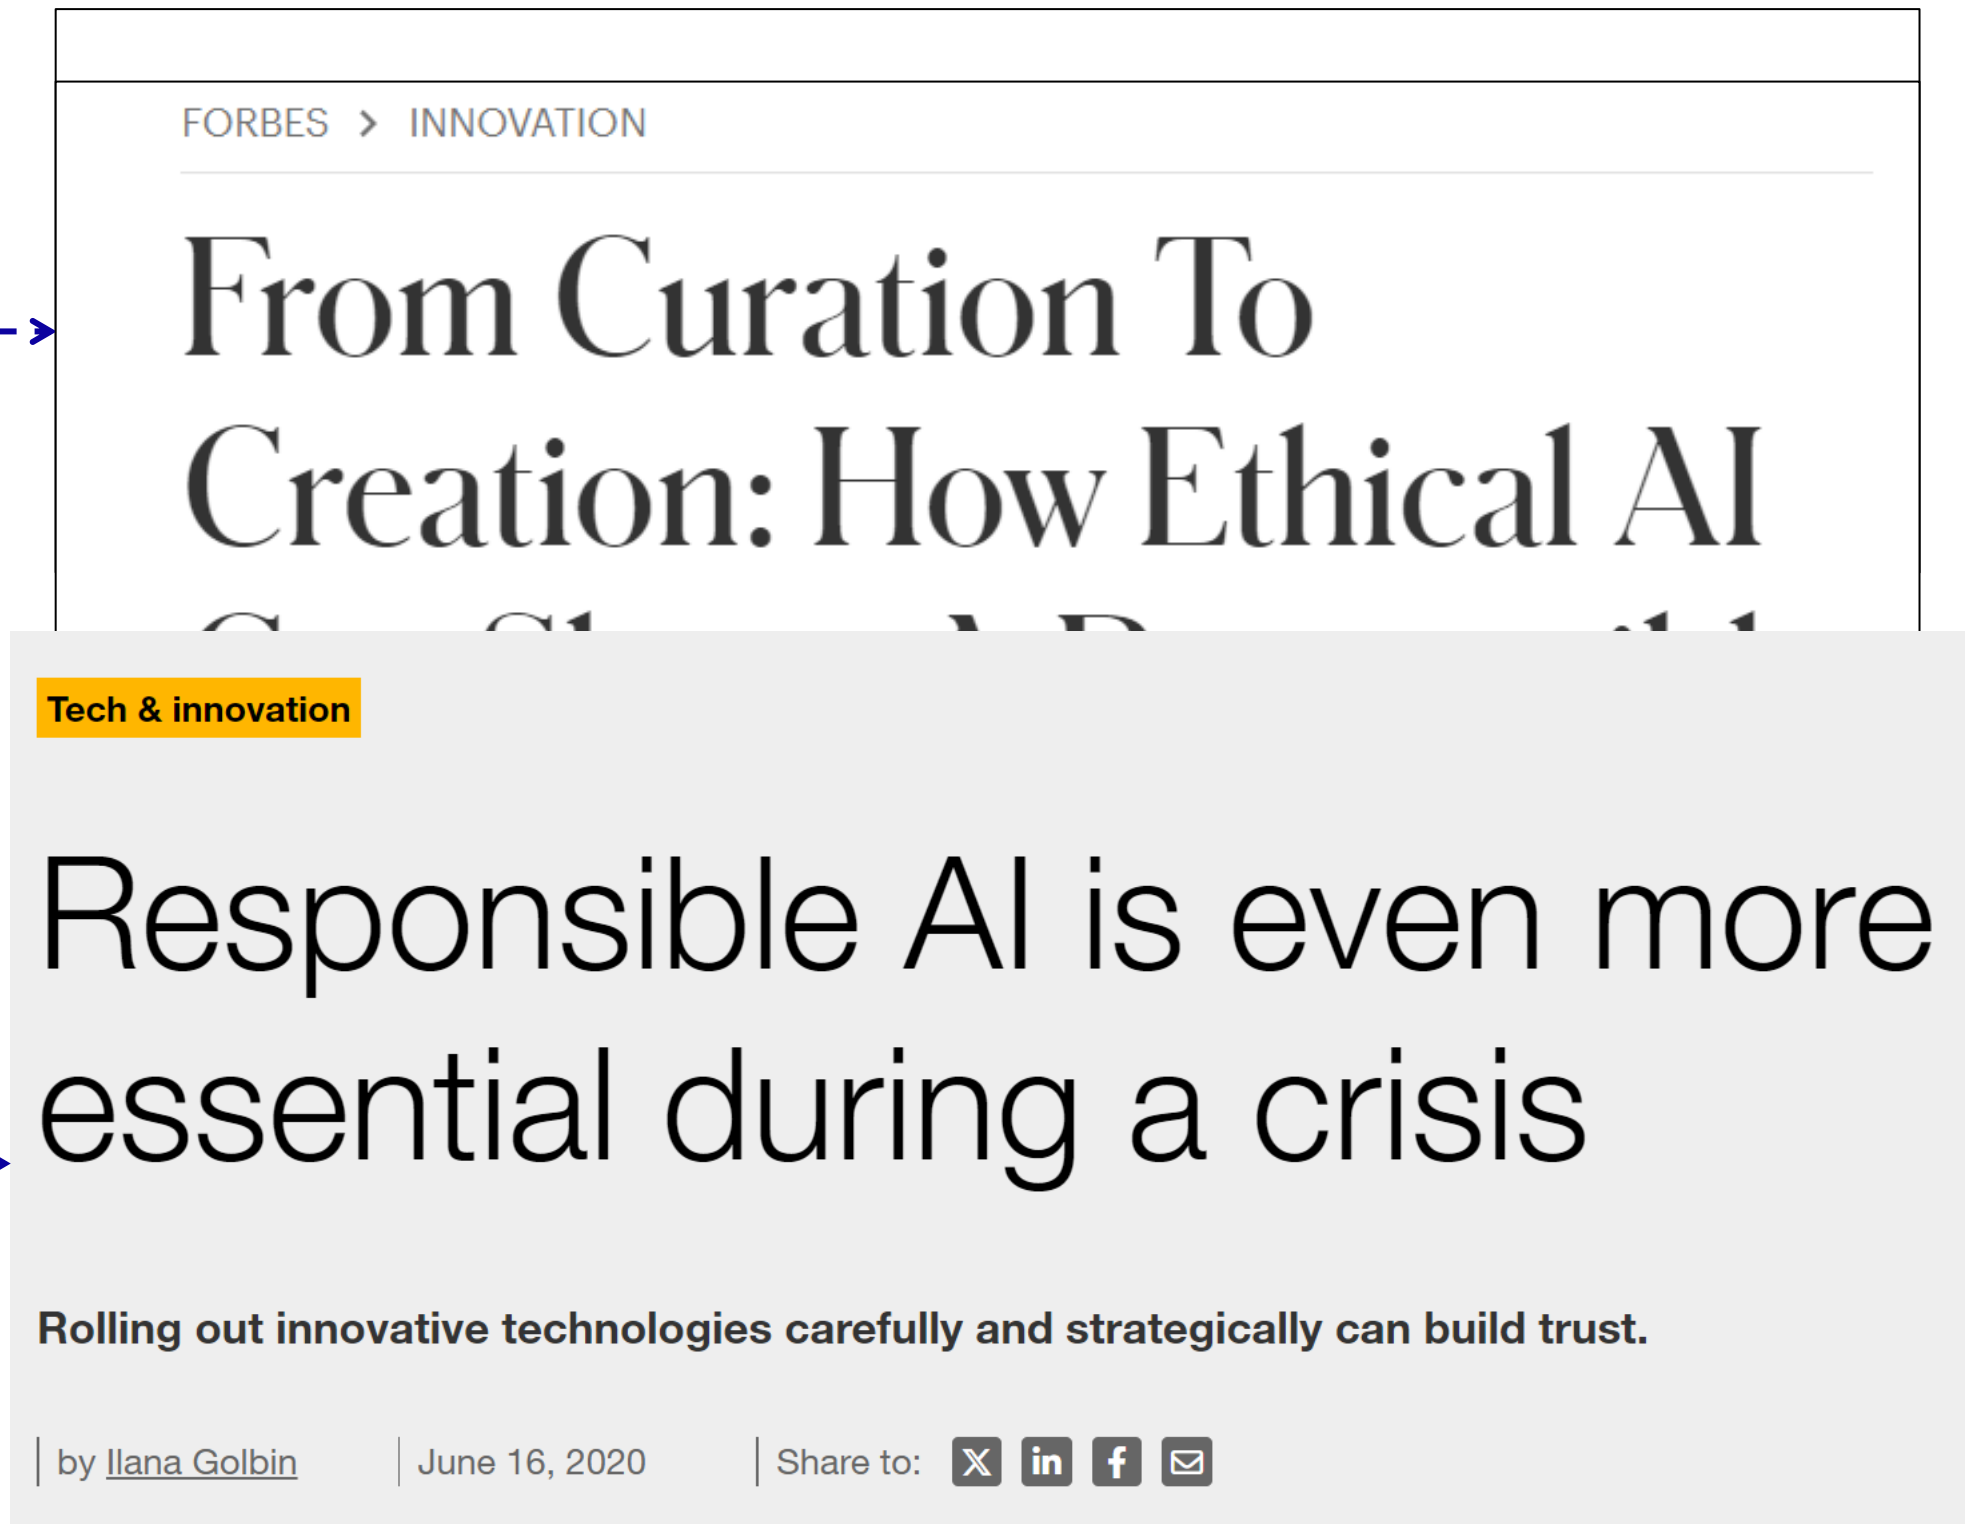 FORBES > INNOVATION
From Curation To
Creation: How Ethical AI
Tech & innovation
Responsible AI is even more
essential during a crisis
Rolling out innovative technologies carefully and strategically can build trust.
by Ilana Golbin
June 16, 2020
Share to: